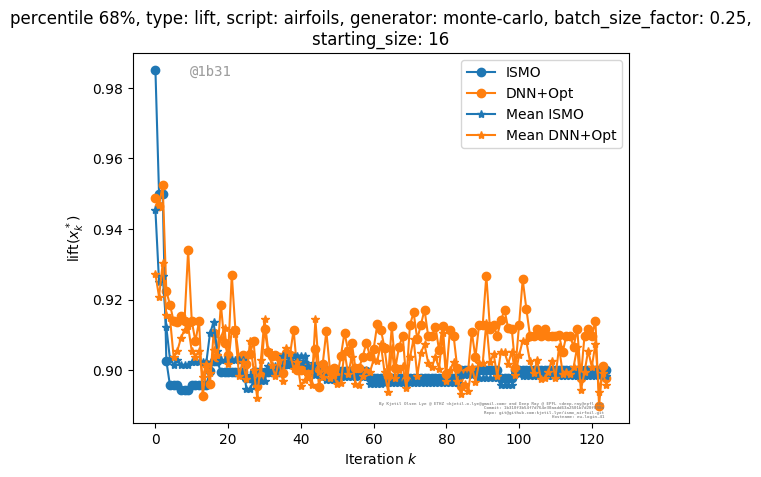 percentile 68%, type: lift, script: airfoils, generator: monte-carlo, batch_size_factor: 0.25,
starting_size: 16
@1b31
ISMO
DNN+Opt
Mean ISMO
Mean DNN+Opt
0.98
0.96
0.94
0.92
0.90
lift(x_k^*)
0 20 40 60 80 100 120
Iteration k